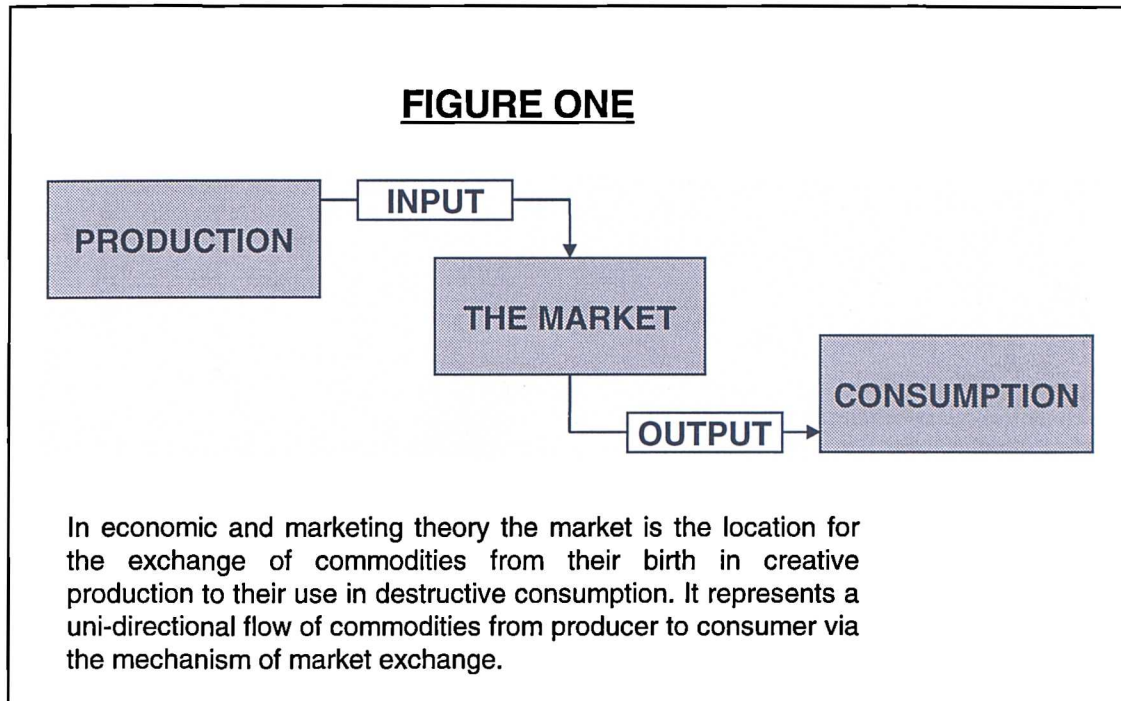 FIGURE ONE
INPUT
PRODUCTION
THE MARKET
CONSUMPTION
OUTPUT
In economic and marketing theory the market is the location for
the exchange of commodities from their birth in creative
production to their use in destructive consumption. It represents a
uni-directional flow of commodities from producer to consumer via
the mechanism of market exchange.